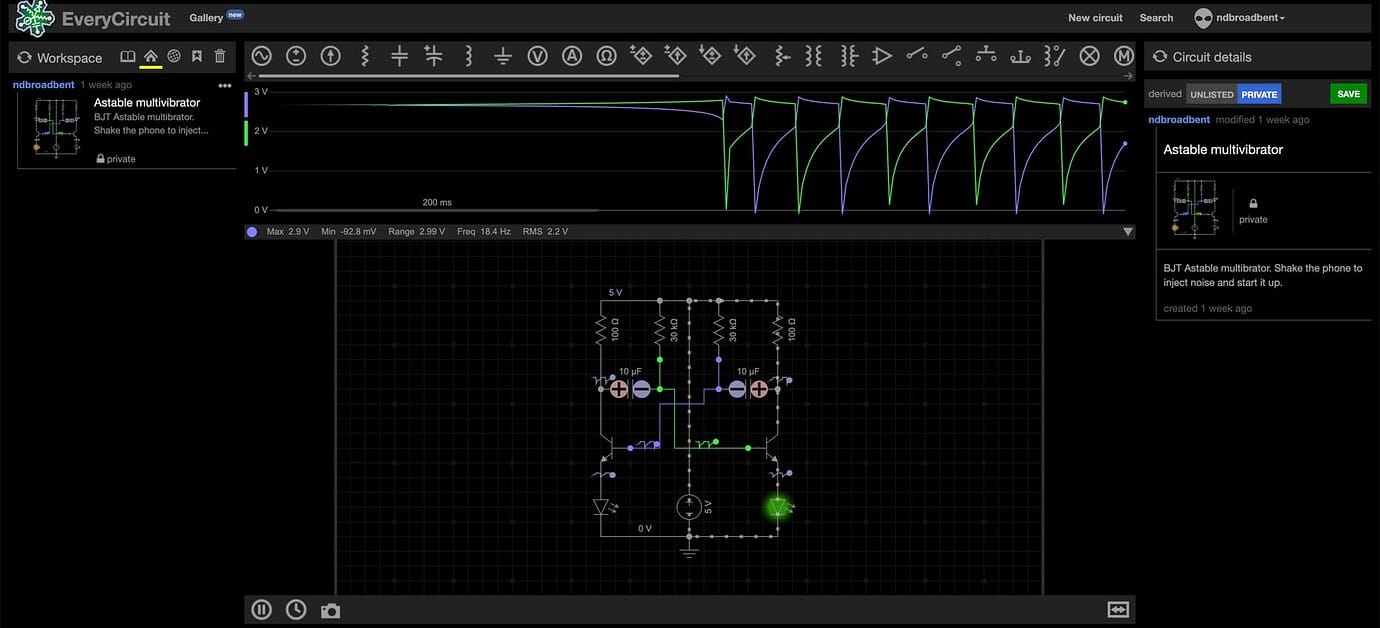 EveryCircuit
Gallery new
New circuit Search ndbroadbent
Workspace
Circuit details
ndbroadbent 1 week ago
Astable multivibrator
BJT Astable multibrator.
Shake the phone to inject...
private
3 V
2 V
1 V
0 V
200 ms
Max 2.9 V Min -92.8 mV Range 2.99 V Freq 18.4 Hz RMS 2.2 V
derived UNLISTED PRIVATE SAVE
ndbroadbent modified 1 week ago
Astable multivibrator
private
BJT Astable multibrator. Shake the phone to
inject noise and start it up.
created 1 week ago
5 V
100 Ω
30 kΩ
30 kΩ
100 Ω
10 µF
10 µF
5 V
0 V